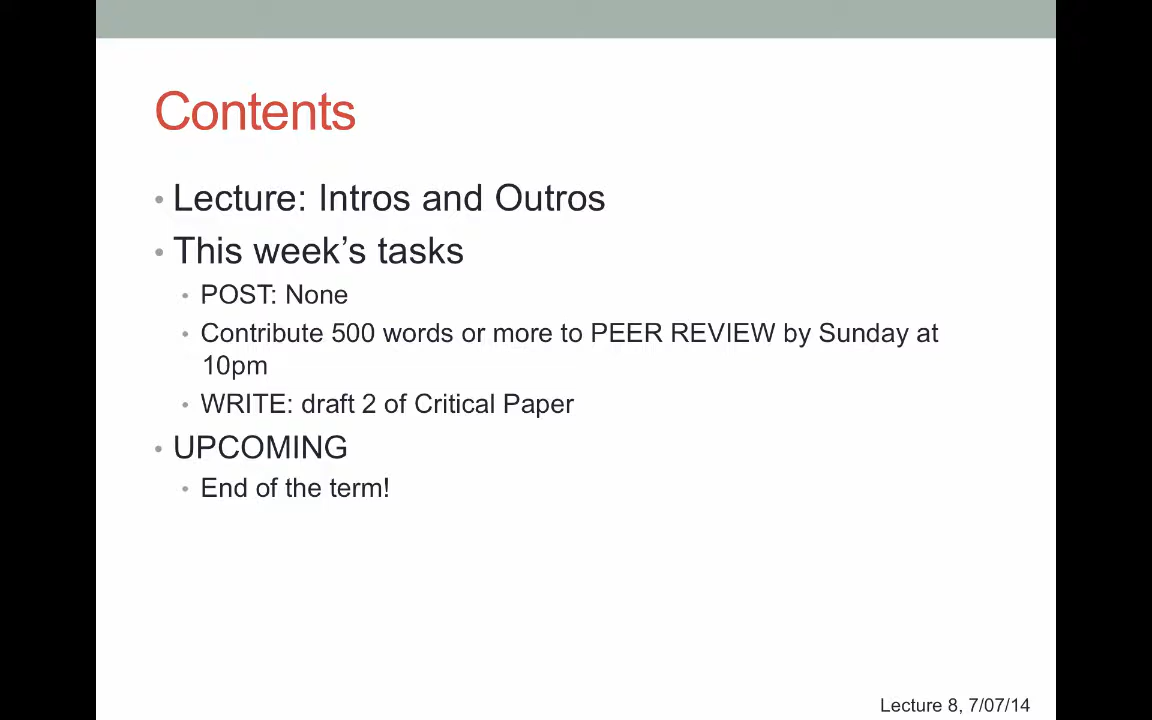 Contents
• Lecture: Intros and Outros
• This week’s tasks
• POST: None
• Contribute 500 words or more to PEER REVIEW by Sunday at
10pm
• WRITE: draft 2 of Critical Paper
• UPCOMING
• End of the term!
Lecture 8, 7/07/14